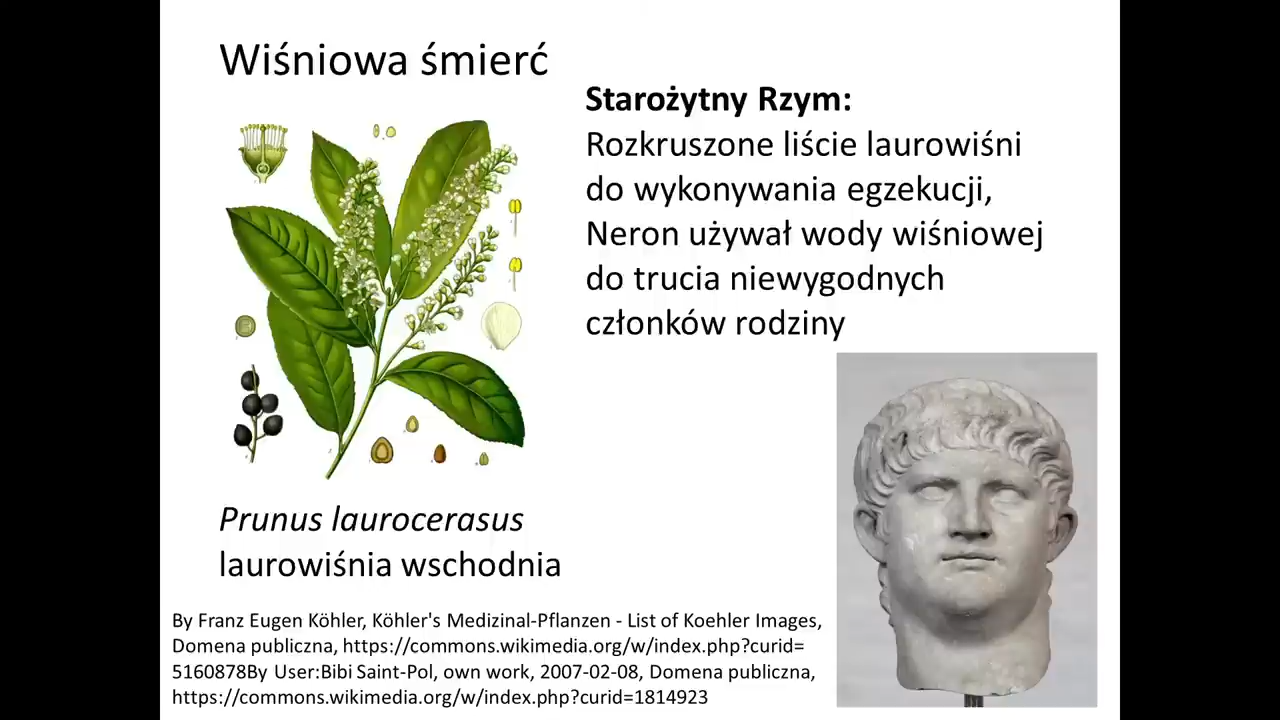 Wiśniowa śmierć
Starożytny Rzym:
Rozkruszone liście laurowiśni
do wykonywania egzekucji,
Neron używał wody wiśniowej
do trucia niewygodnych
członków rodziny
Prunus laurocerasus
laurowiśnia wschodnia
By Franz Eugen Köhler, Köhler's Medizinal-Pflanzen - List of Koehler Images,
Domena publiczna, https://commons.wikimedia.org/w/index.php?curid=
5160878By User:Bibi Saint-Pol, own work, 2007-02-08, Domena publiczna,
https://commons.wikimedia.org/w/index.php?curid=1814923